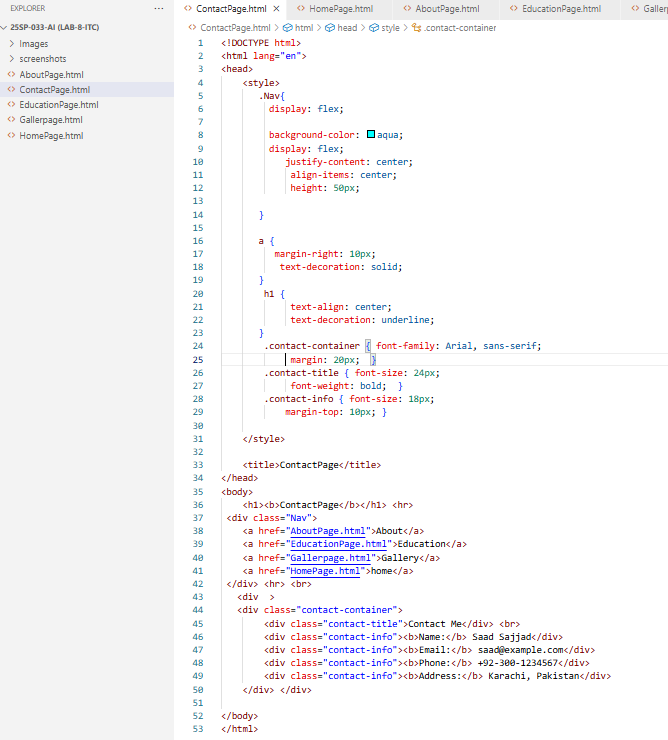 EXPLORER ...
25SP-033-AI (LAB-8-ITC)
Images
screenshots
AboutPage.html
ContactPage.html
EducationPage.html
Gallerpage.html
HomePage.html
ContactPage.html × HomePage.html AboutPage.html EducationPage.html Gallerp
ContactPage.html > html > head > style > .contact-container
1 <!DOCTYPE html>
2 <html lang="en">
3 <head>
4 <style>
5 .Nav{
6 display: flex;
7
8 background-color: aqua;
9 display: flex;
10 justify-content: center;
11 align-items: center;
12 height: 50px;
13
14 }
15
16 a {
17 margin-right: 10px;
18 text-decoration: solid;
19 }
20 h1 {
21 text-align: center;
22 text-decoration: underline;
23 }
24 .contact-container { font-family: Arial, sans-serif;
25 margin: 20px; }
26 .contact-title { font-size: 24px;
27 font-weight: bold; }
28 .contact-info { font-size: 18px;
29 margin-top: 10px; }
30
31 </style>
32
33 <title>ContactPage</title>
34 </head>
35 <body>
36 <h1><b>ContactPage</b></h1> <hr>
37 <div class="Nav">
38 <a href="AboutPage.html">About</a>
39 <a href="EducationPage.html">Education</a>
40 <a href="Gallerpage.html">Gallery</a>
41 <a href="HomePage.html">home</a>
42 </div> <hr> <br>
43 <div >
44 <div class="contact-container">
45 <div class="contact-title">Contact Me</div> <br>
46 <div class="contact-info"><b>Name:</b> Saad Sajjad</div>
47 <div class="contact-info"><b>Email:</b> saad@example.com</div>
48 <div class="contact-info"><b>Phone:</b> +92-300-1234567</div>
49 <div class="contact-info"><b>Address:</b> Karachi, Pakistan</div>
50 </div> </div>
51
52 </body>
53 </html>